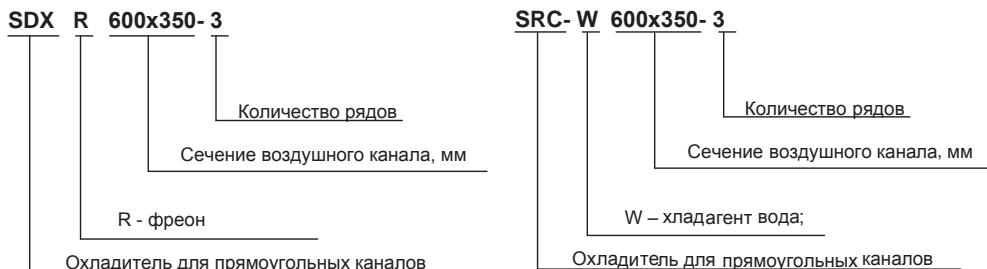 SDX R 600x350- 3
Количество рядов
Сечение воздушного канала, мм
R - фреон
Охладитель для прямоугольных каналов
SRC- W 600x350- 3
Количество рядов
Сечение воздушного канала, мм
W – хладагент вода;
Охладитель для прямоугольных каналов